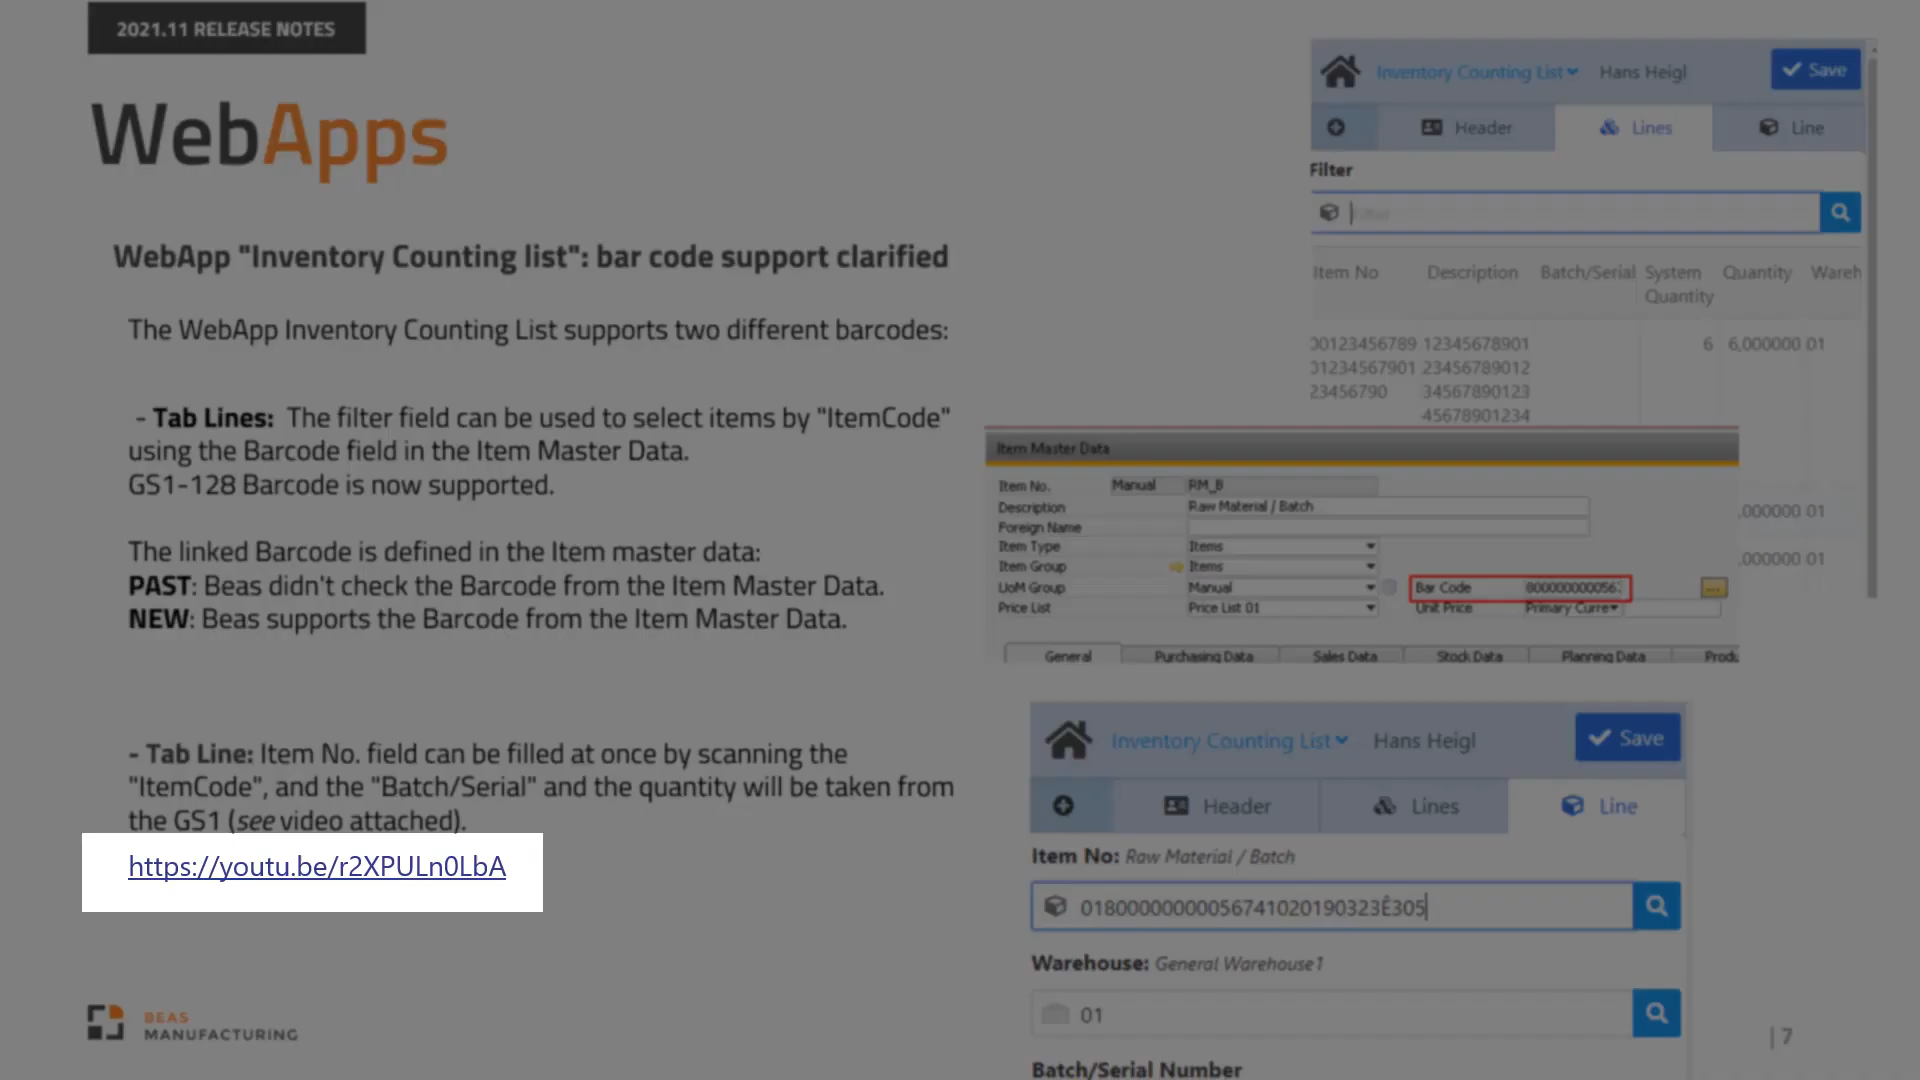 2021.11 RELEASE NOTES
WebApps
WebApp "Inventory Counting list": bar code support clarified
The WebApp Inventory Counting List supports two different barcodes:
- Tab Lines: The filter field can be used to select items by "ItemCode"
using the Barcode field in the Item Master Data.
GS1-128 Barcode is now supported.
The linked Barcode is defined in the Item master data:
PAST: Beas didn't check the Barcode from the Item Master Data.
NEW: Beas supports the Barcode from the Item Master Data.
- Tab Line: Item No. field can be filled at once by scanning the
"ItemCode", and the "Batch/Serial" and the quantity will be taken from
the GS1 (see video attached).
https://youtu.be/r2XPULn0LbA
BEAS
MANUFACTURING
Inventory Counting List Hans Heigl Save
Header Lines Line
Filter
Filter
Item No Description Batch/Serial System Quantity Wareh
Quantity
00123456789 12345678901 6 6,000000 01
01234567901 23456789012
23456790 34567890123
45678901234
,000000 01
,000000 01
Item Master Data
Item No. Manual RM_B
Description Raw Material / Batch
Foreign Name
Item Type Items
Item Group Items
UoM Group Manual Bar Code 800000000056 ...
Price List Price List 01 Unit Price Primary Curre
General Purchasing Data Sales Data Stock Data Planning Data Produ
Inventory Counting List Hans Heigl Save
Header Lines Line
Item No: Raw Material / Batch
01800000000056741020190323Ê305
Warehouse: General Warehouse1
01
Batch/Serial Number
| 7